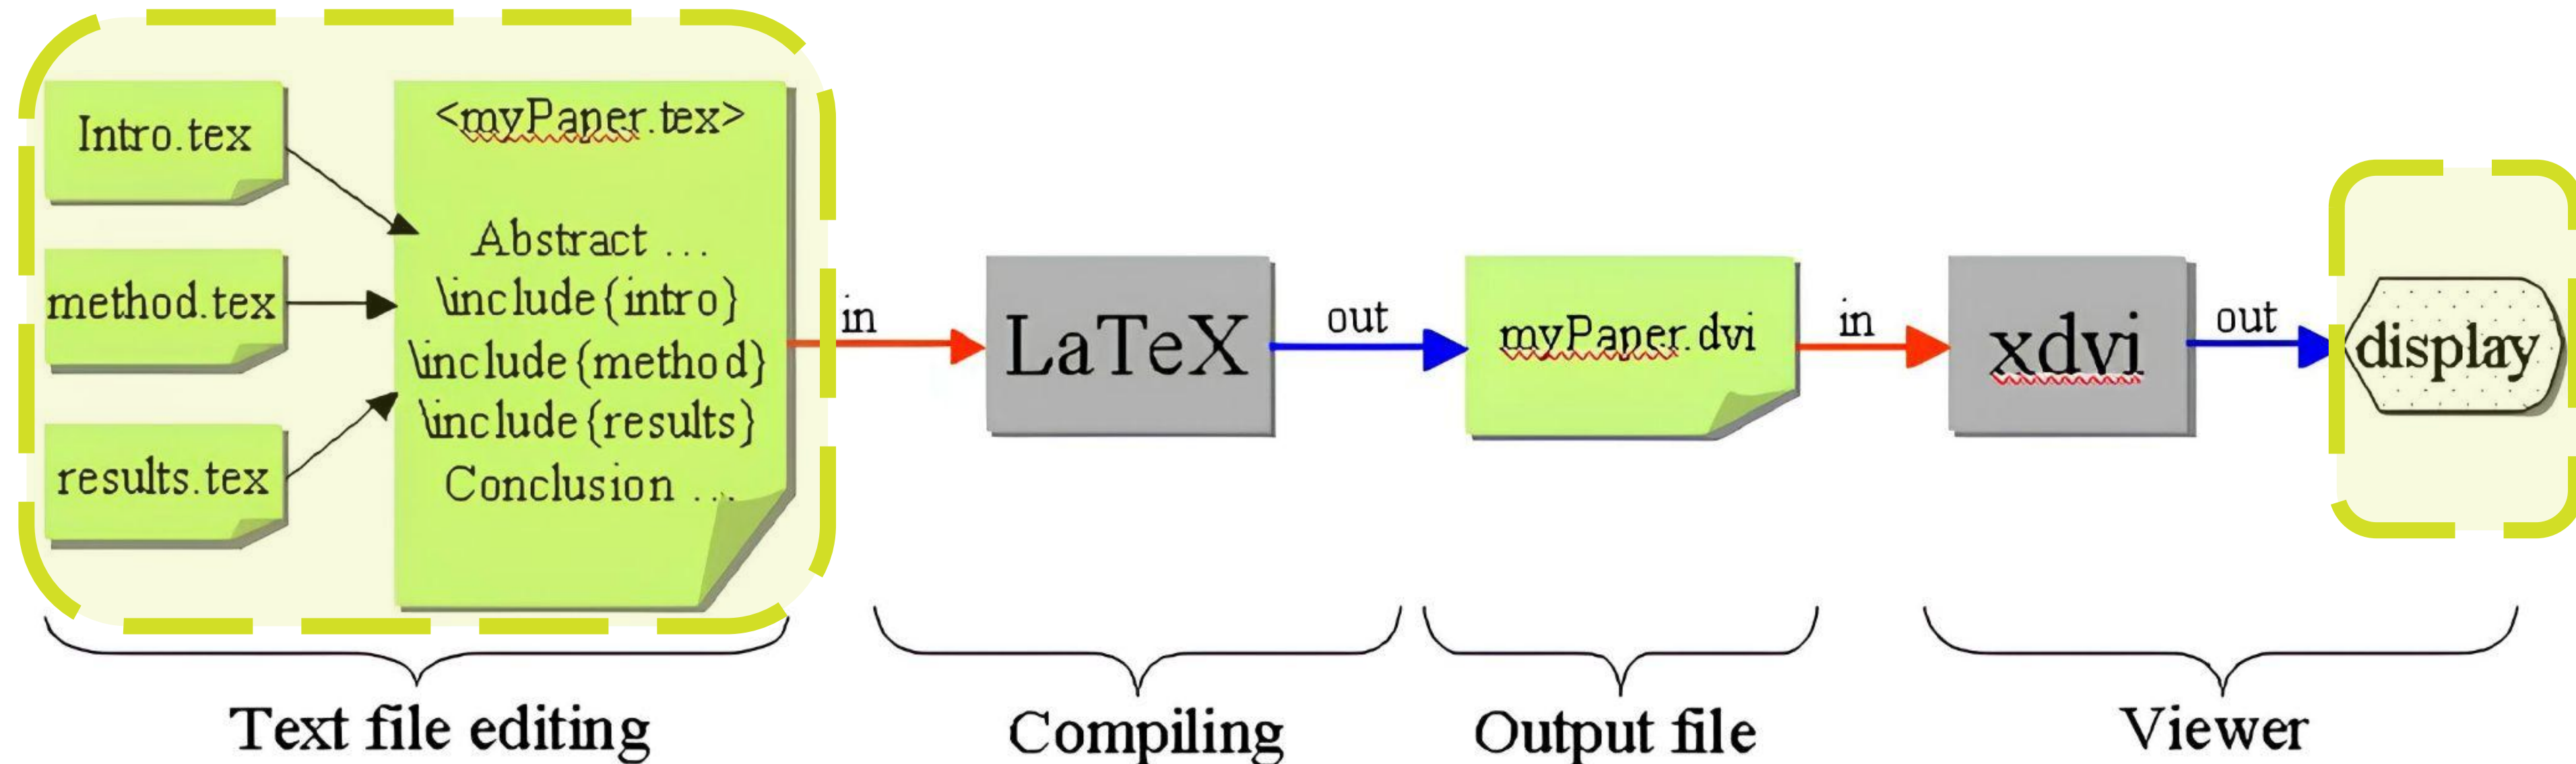 Intro.tex
method.tex
results.tex
<myPaper.tex>
Abstract ...
\include{intro}
\include{method}
\include{results}
Conclusion ...
in
LaTeX
out
myPaper.dvi
in
xdvi
out
display
Text file editing
Compiling
Output file
Viewer